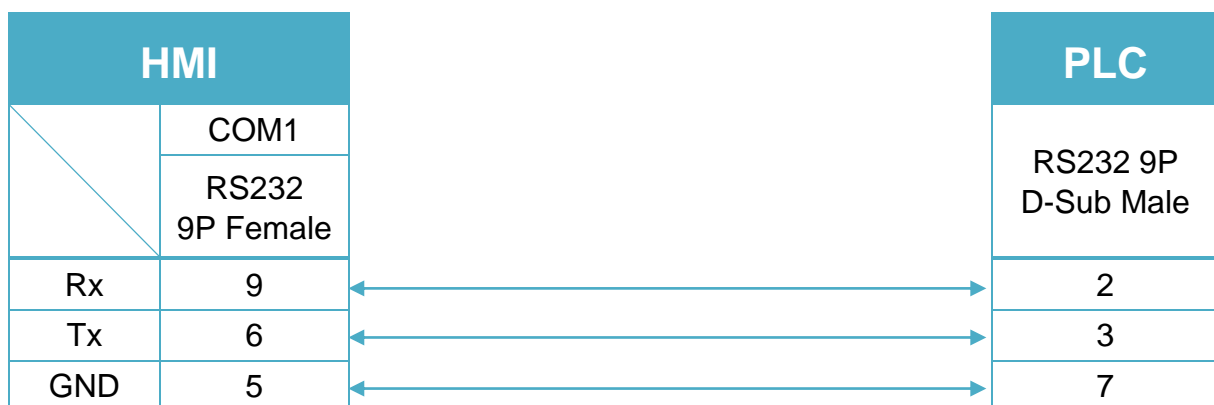 HMI
PLC
COM1
RS232
9P Female
RS232 9P
D-Sub Male
Rx 9 2
Tx 6 3
GND 5 7